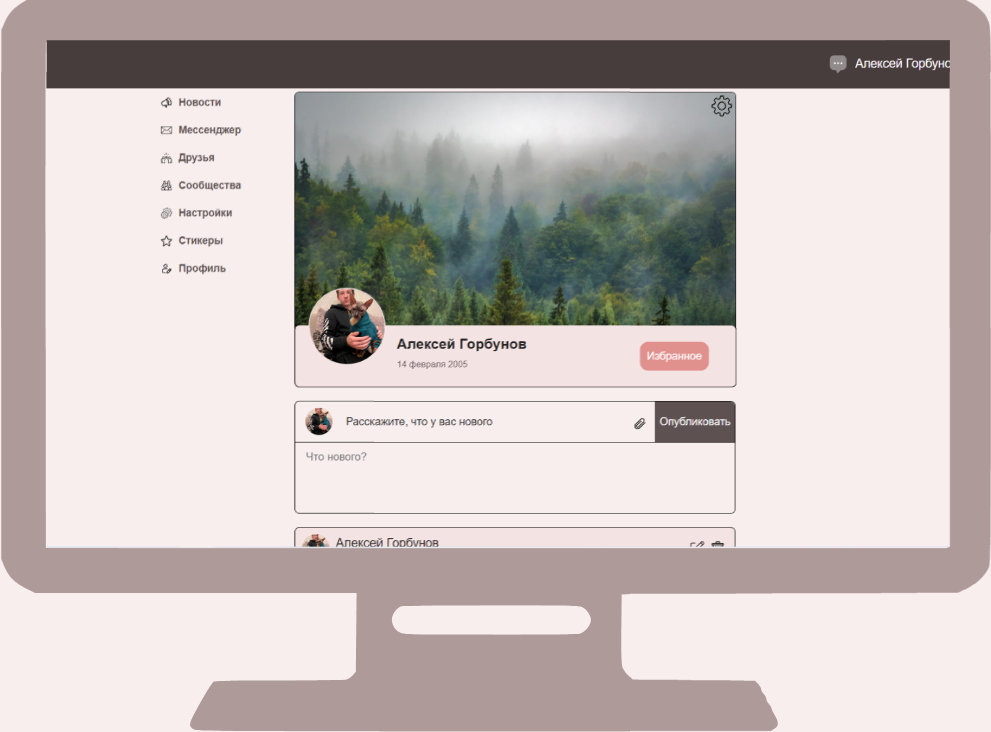 Алексей Горбуно
Новости
Мессенджер
Друзья
Сообщества
Настройки
Стикеры
Профиль
Алексей Горбунов
14 февраля 2005
Избранное
Расскажите, что у вас нового
Опубликовать
Что нового?
Алексей Горбунов